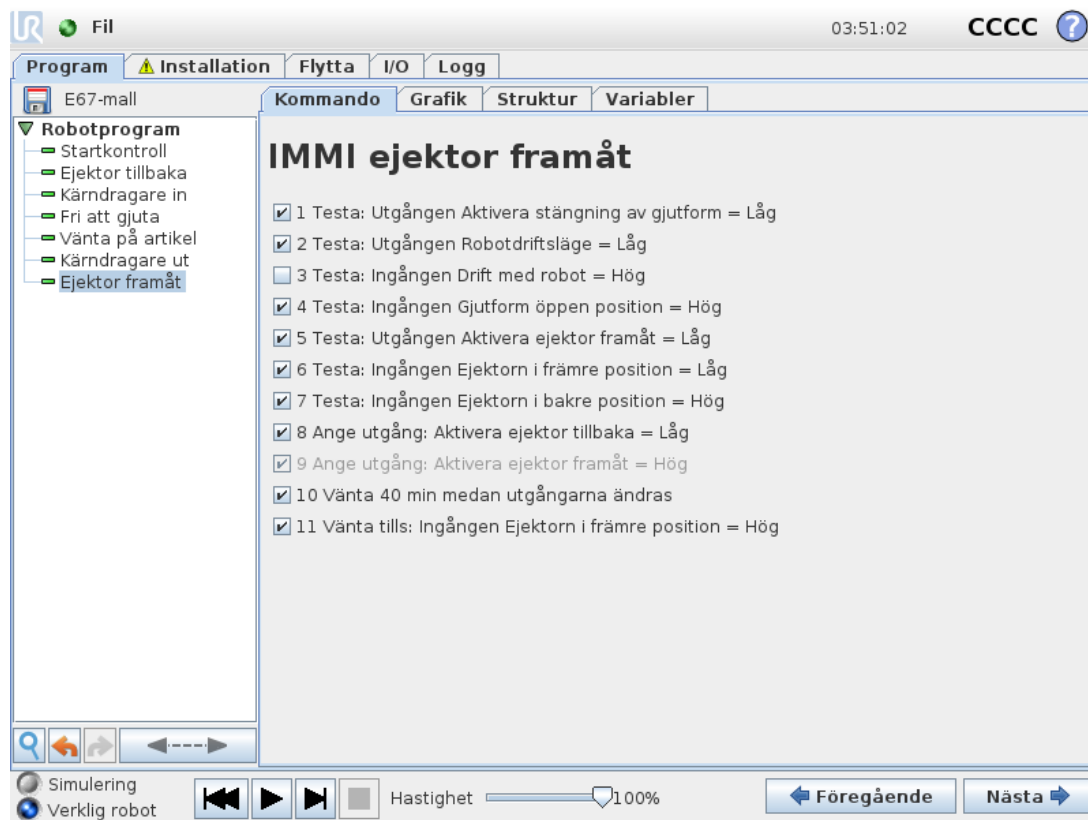 UR
Fil
03:51:02
CCCC
?
Program
Installation
Flytta
I/O
Logg
E67-mall
Kommando
Grafik
Struktur
Variabler
Robotprogram
Startkontroll
Ejektor tillbaka
Kärndragare in
Fri att gjuta
Vänta på artikel
Kärndragare ut
Ejektor framåt
IMMI ejektor framåt
1 Testa: Utgången Aktivera stängning av gjutform = Låg
2 Testa: Utgången Robotdriftsläge = Låg
3 Testa: Ingången Drift med robot = Hög
4 Testa: Ingången Gjutform öppen position = Hög
5 Testa: Utgången Aktivera ejektor framåt = Låg
6 Testa: Ingången Ejektorn i främre position = Låg
7 Testa: Ingången Ejektorn i bakre position = Hög
8 Ange utgång: Aktivera ejektor tillbaka = Låg
9 Ange utgång: Aktivera ejektor framåt = Hög
10 Vänta 40 min medan utgångarna ändras
11 Vänta tills: Ingången Ejektorn i främre position = Hög
Simulering
Verklig robot
Hastighet
100%
Föregående
Nästa